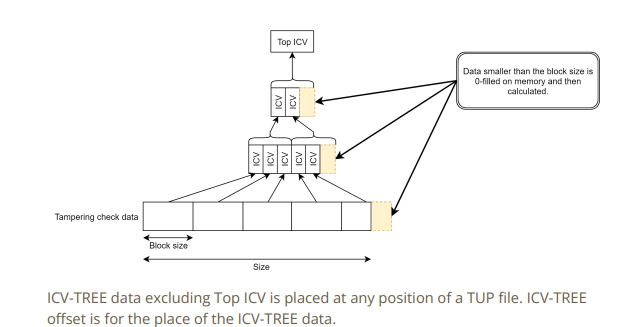 Top ICV
Data smaller than the block size is
0-filled on memory and then
calculated.
ICV ICV
ICV ICV ICV ICV ICV
Tampering check data
Block size
Size
ICV-TREE data excluding Top ICV is placed at any position of a TUP file. ICV-TREE
offset is for the place of the ICV-TREE data.